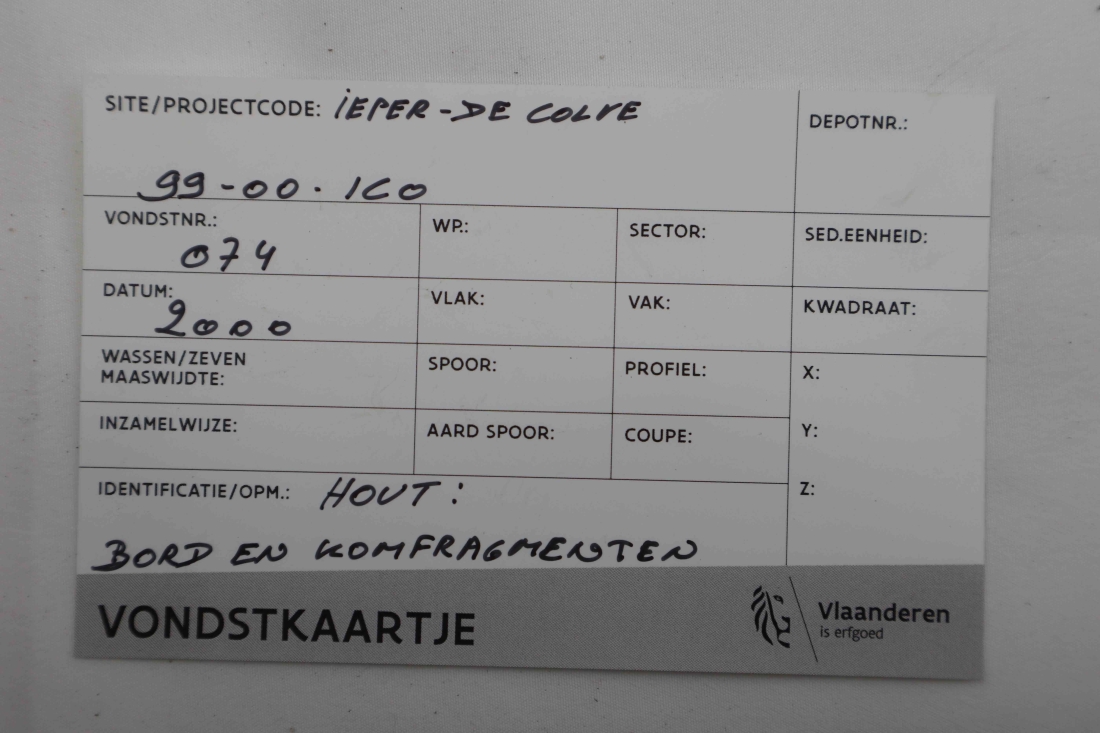 SITE/PROJECTCODE: IEPER-DE COLVE
99-00. ICO
DEPOTNR.:
VONDSTNR.:
074
WP.:
SECTOR:
SED.EENHEID:
DATUM:
2000
VLAK:
VAK:
KWADRAAT:
WASSEN/ZEVEN
MAASWIJDTE:
SPOOR:
PROFIEL:
X:
INZAMELWIJZE:
AARD SPOOR:
COUPE:
Y:
IDENTIFICATIE/OPM.: HOUT:
Z:
BORD EN KOMFRAGMENTEN
VONDSTKAARTJE
Vlaanderen
is erfgoed